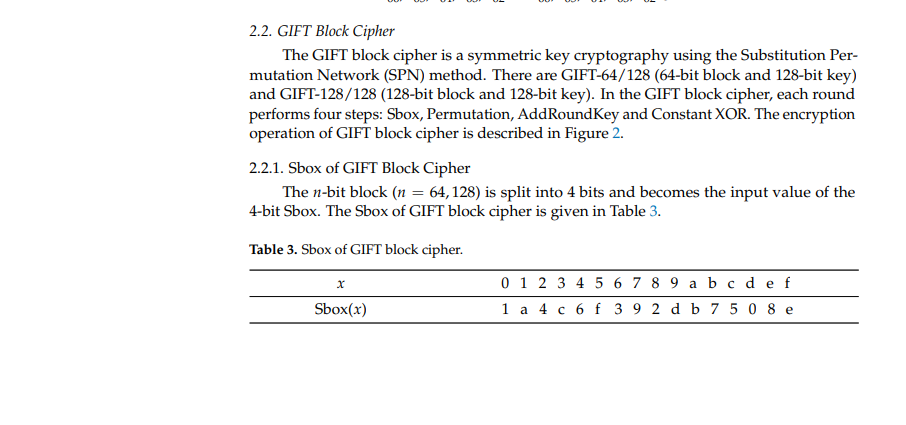 2.2. GIFT Block Cipher
The GIFT block cipher is a symmetric key cryptography using the Substitution Per-
mutation Network (SPN) method. There are GIFT-64/128 (64-bit block and 128-bit key)
and GIFT-128/128 (128-bit block and 128-bit key). In the GIFT block cipher, each round
performs four steps: Sbox, Permutation, AddRoundKey and Constant XOR. The encryption
operation of GIFT block cipher is described in Figure 2.
2.2.1. Sbox of GIFT Block Cipher
The n-bit block (n = 64, 128) is split into 4 bits and becomes the input value of the
4-bit Sbox. The Sbox of GIFT block cipher is given in Table 3.
Table 3. Sbox of GIFT block cipher.
x 0 1 2 3 4 5 6 7 8 9 a b c d e f
Sbox(x) 1 a 4 c 6 f 3 9 2 d b 7 5 0 8 e